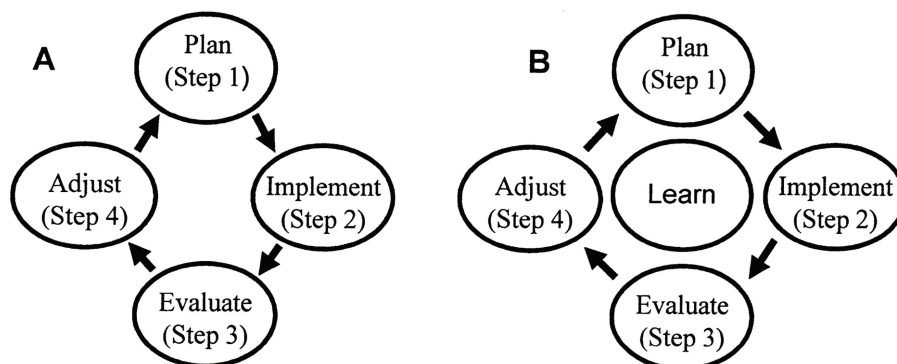 A
Plan
(Step 1)
Implement
(Step 2)
Evaluate
(Step 3)
Adjust
(Step 4)
B
Plan
(Step 1)
Implement
(Step 2)
Evaluate
(Step 3)
Adjust
(Step 4)
Learn